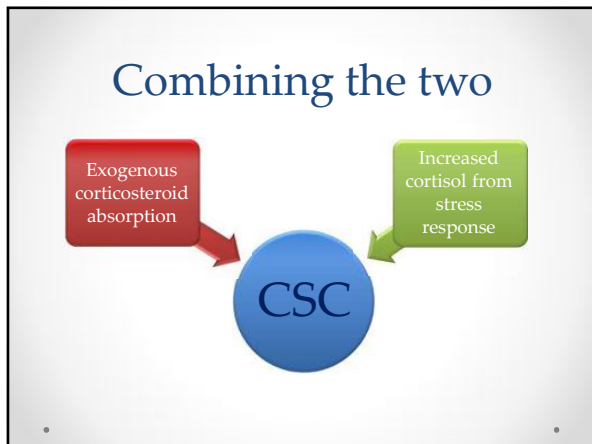 Combining the two
Exogenous
corticosteroid
absorption
Increased
cortisol from
stress
response
CSC